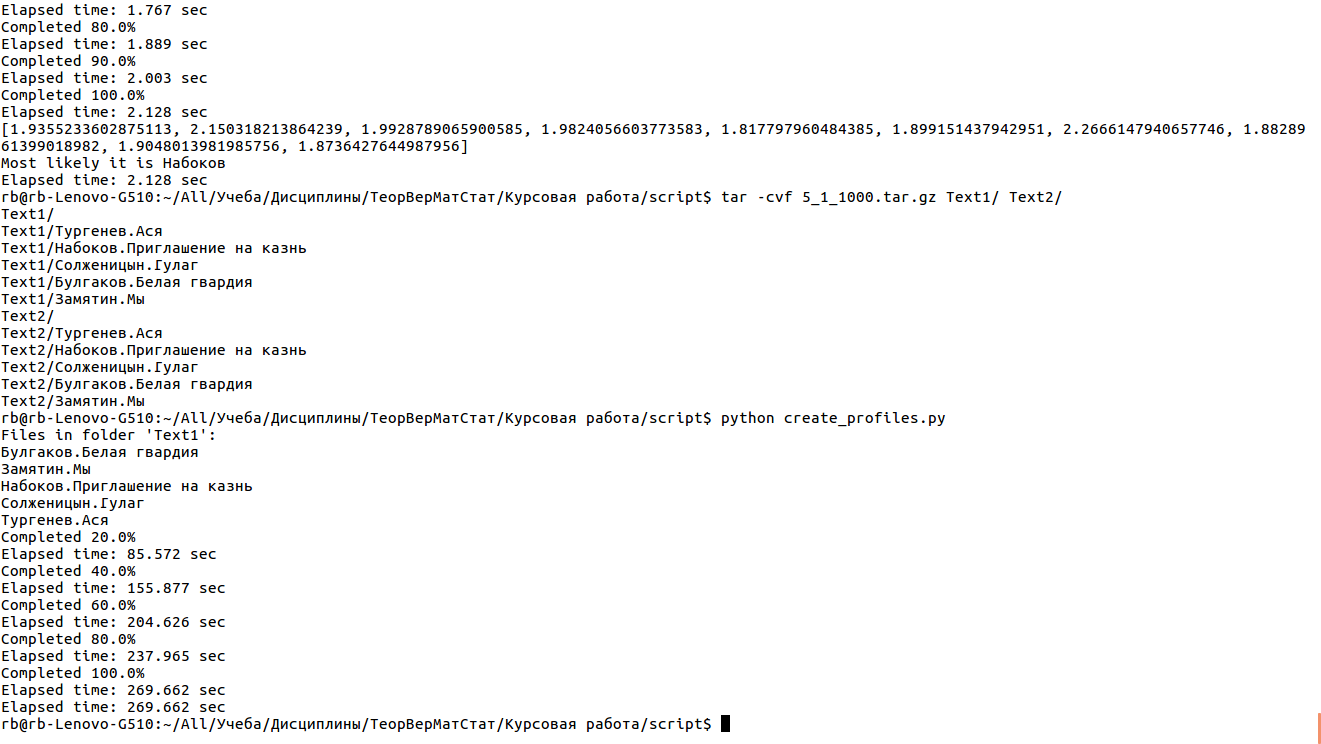 Elapsed time: 1.767 sec
Completed 80.0%
Elapsed time: 1.889 sec
Completed 90.0%
Elapsed time: 2.003 sec
Completed 100.0%
Elapsed time: 2.128 sec
[1.9355233602875113, 2.150318213864239, 1.9928789065900585, 1.9824056603773583, 1.817797960484385, 1.899151437942951, 2.2666147940657746, 1.88289
61399018982, 1.9048013981985756, 1.8736427644987956]
Most likely it is Набоков
Elapsed time: 2.128 sec
rb@rb-Lenovo-G510:~/All/Учеба/Дисциплины/ТеорВерМатСтат/Курсовая работа/script$ tar -cvf 5_1_1000.tar.gz Text1/ Text2/
Text1/
Text1/Тургенев.Ася
Text1/Набоков.Приглашение на казнь
Text1/Солженицын.Гулаг
Text1/Булгаков.Белая гвардия
Text1/Замятин.Мы
Text2/
Text2/Тургенев.Ася
Text2/Набоков.Приглашение на казнь
Text2/Солженицын.Гулаг
Text2/Булгаков.Белая гвардия
Text2/Замятин.Мы
rb@rb-Lenovo-G510:~/All/Учеба/Дисциплины/ТеорВерМатСтат/Курсовая работа/script$ python create_profiles.py
Files in folder 'Text1':
Булгаков.Белая гвардия
Замятин.Мы
Набоков.Приглашение на казнь
Солженицын.Гулаг
Тургенев.Ася
Completed 20.0%
Elapsed time: 85.572 sec
Completed 40.0%
Elapsed time: 155.877 sec
Completed 60.0%
Elapsed time: 204.626 sec
Completed 80.0%
Elapsed time: 237.965 sec
Completed 100.0%
Elapsed time: 269.662 sec
Elapsed time: 269.662 sec
rb@rb-Lenovo-G510:~/All/Учеба/Дисциплины/ТеорВерМатСтат/Курсовая работа/script$